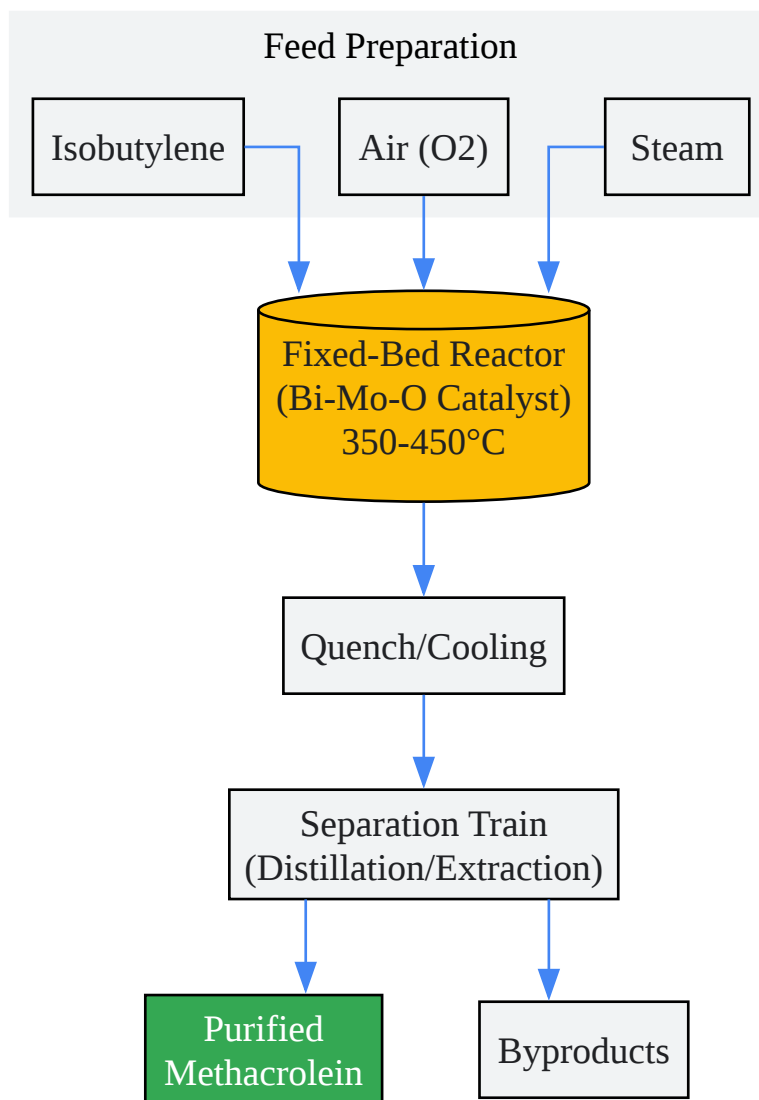 Feed Preparation
Isobutylene
Air (O2)
Steam
Fixed-Bed Reactor
(Bi-Mo-O Catalyst)
350-450°C
Quench/Cooling
Separation Train
(Distillation/Extraction)
Purified
Methacrolein
Byproducts